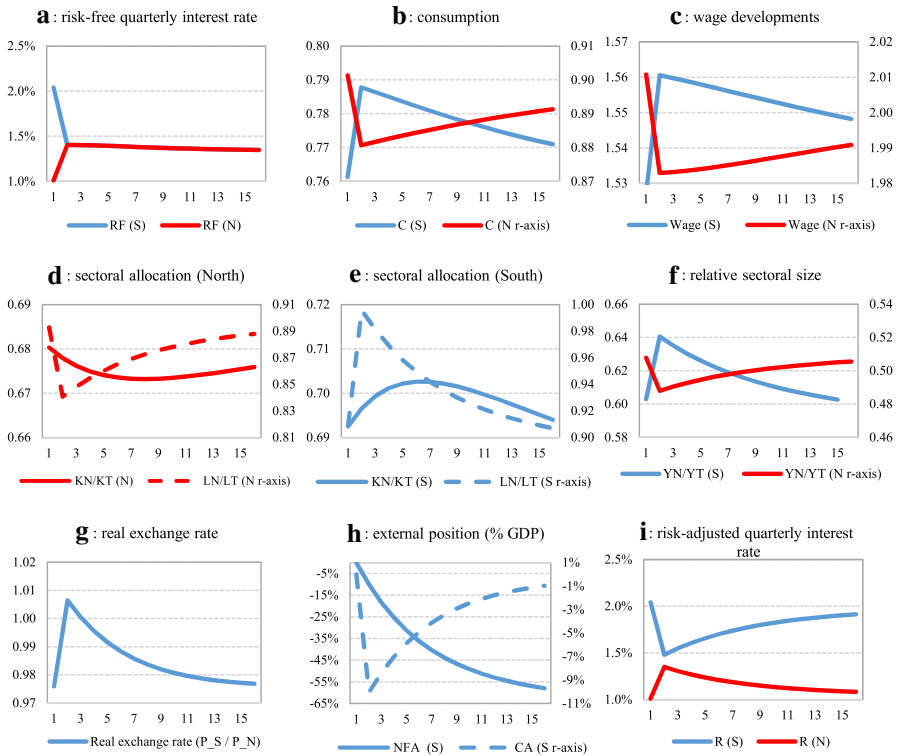 a : risk-free quarterly interest rate
2.5%
2.0%
1.5%
1.0%
1 3 5 7 9 11 13 15
RF (S) RF (N)
b : consumption
0.80 0.91
0.79 0.90
0.78 0.89
0.77 0.88
0.76 0.87
1 3 5 7 9 11 13 15
C (S) C (N r-axis)
c : wage developments
1.57 2.02
1.56 2.01
1.55 2.00
1.54 1.99
1.53 1.98
1 3 5 7 9 11 13 15
Wage (S) Wage (N r-axis)
d : sectoral allocation (North)
0.69 0.91
0.89
0.68 0.87
0.85
0.67 0.83
0.66 0.81
1 3 5 7 9 11 13 15
KN/KT (N) LN/LT (N r-axis)
e : sectoral allocation (South)
0.72 1.00
0.98
0.71 0.96
0.94
0.70 0.92
0.69 0.90
1 3 5 7 9 11 13 15
KN/KT (S) LN/LT (S r-axis)
f : relative sectoral size
0.66 0.54
0.64 0.52
0.62 0.50
0.60 0.48
0.58 0.46
1 3 5 7 9 11 13 15
YN/YT (S) YN/YT (N r-axis)
g : real exchange rate
1.02
1.01
1.00
0.99
0.98
0.97
1 3 5 7 9 11 13 15
Real exchange rate (P_S / P_N)
h : external position (% GDP)
1%
-5% -1%
-15% -3%
-25% -5%
-35% -7%
-45% -9%
-55% -11%
-65%
1 3 5 7 9 11 13 15
NFA (S) CA (S r-axis)
i : risk-adjusted quarterly interest
rate
2.5%
2.0%
1.5%
1.0%
1 3 5 7 9 11 13 15
R (S) R (N)